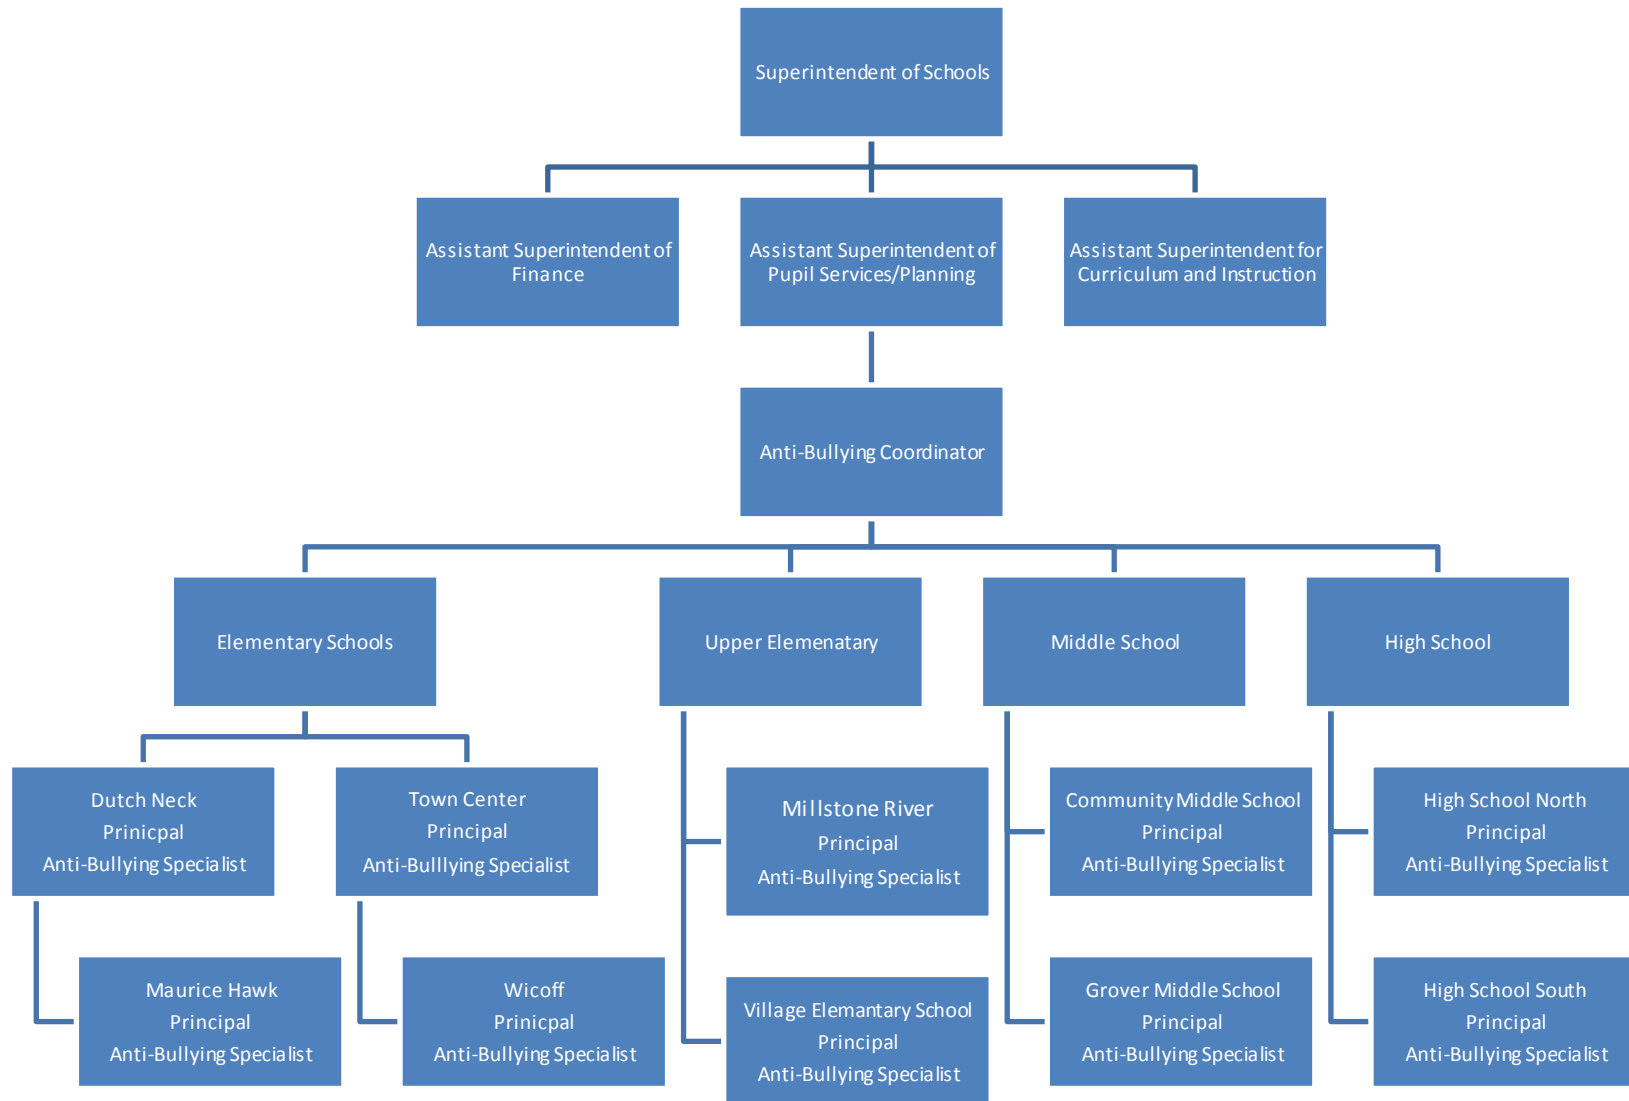 Superintendent of Schools
Assistant Superintendent of
Finance
Assistant Superintendent of
Pupil Services/Planning
Assistant Superintendent for
Curriculum and Instruction
Anti-Bullying Coordinator
Elementary Schools
Upper Elemenatary
Middle School
High School
Dutch Neck
Prinicpal
Anti-Bullying Specialist
Town Center
Principal
Anti-Bulllying Specialist
Millstone River
Principal
Anti-Bullying Specialist
Community Middle School
Principal
Anti-Bullying Specialist
High School North
Principal
Anti-Bullying Specialist
Maurice Hawk
Principal
Anti-Bullying Specialist
Wicoff
Prinicpal
Anti-Bullying Specialist
Village Elemantary School
Principal
Anti-Bullying Specialist
Grover Middle School
Principal
Anti-Bullying Specialist
High School South
Principal
Anti-Bullying Specialist